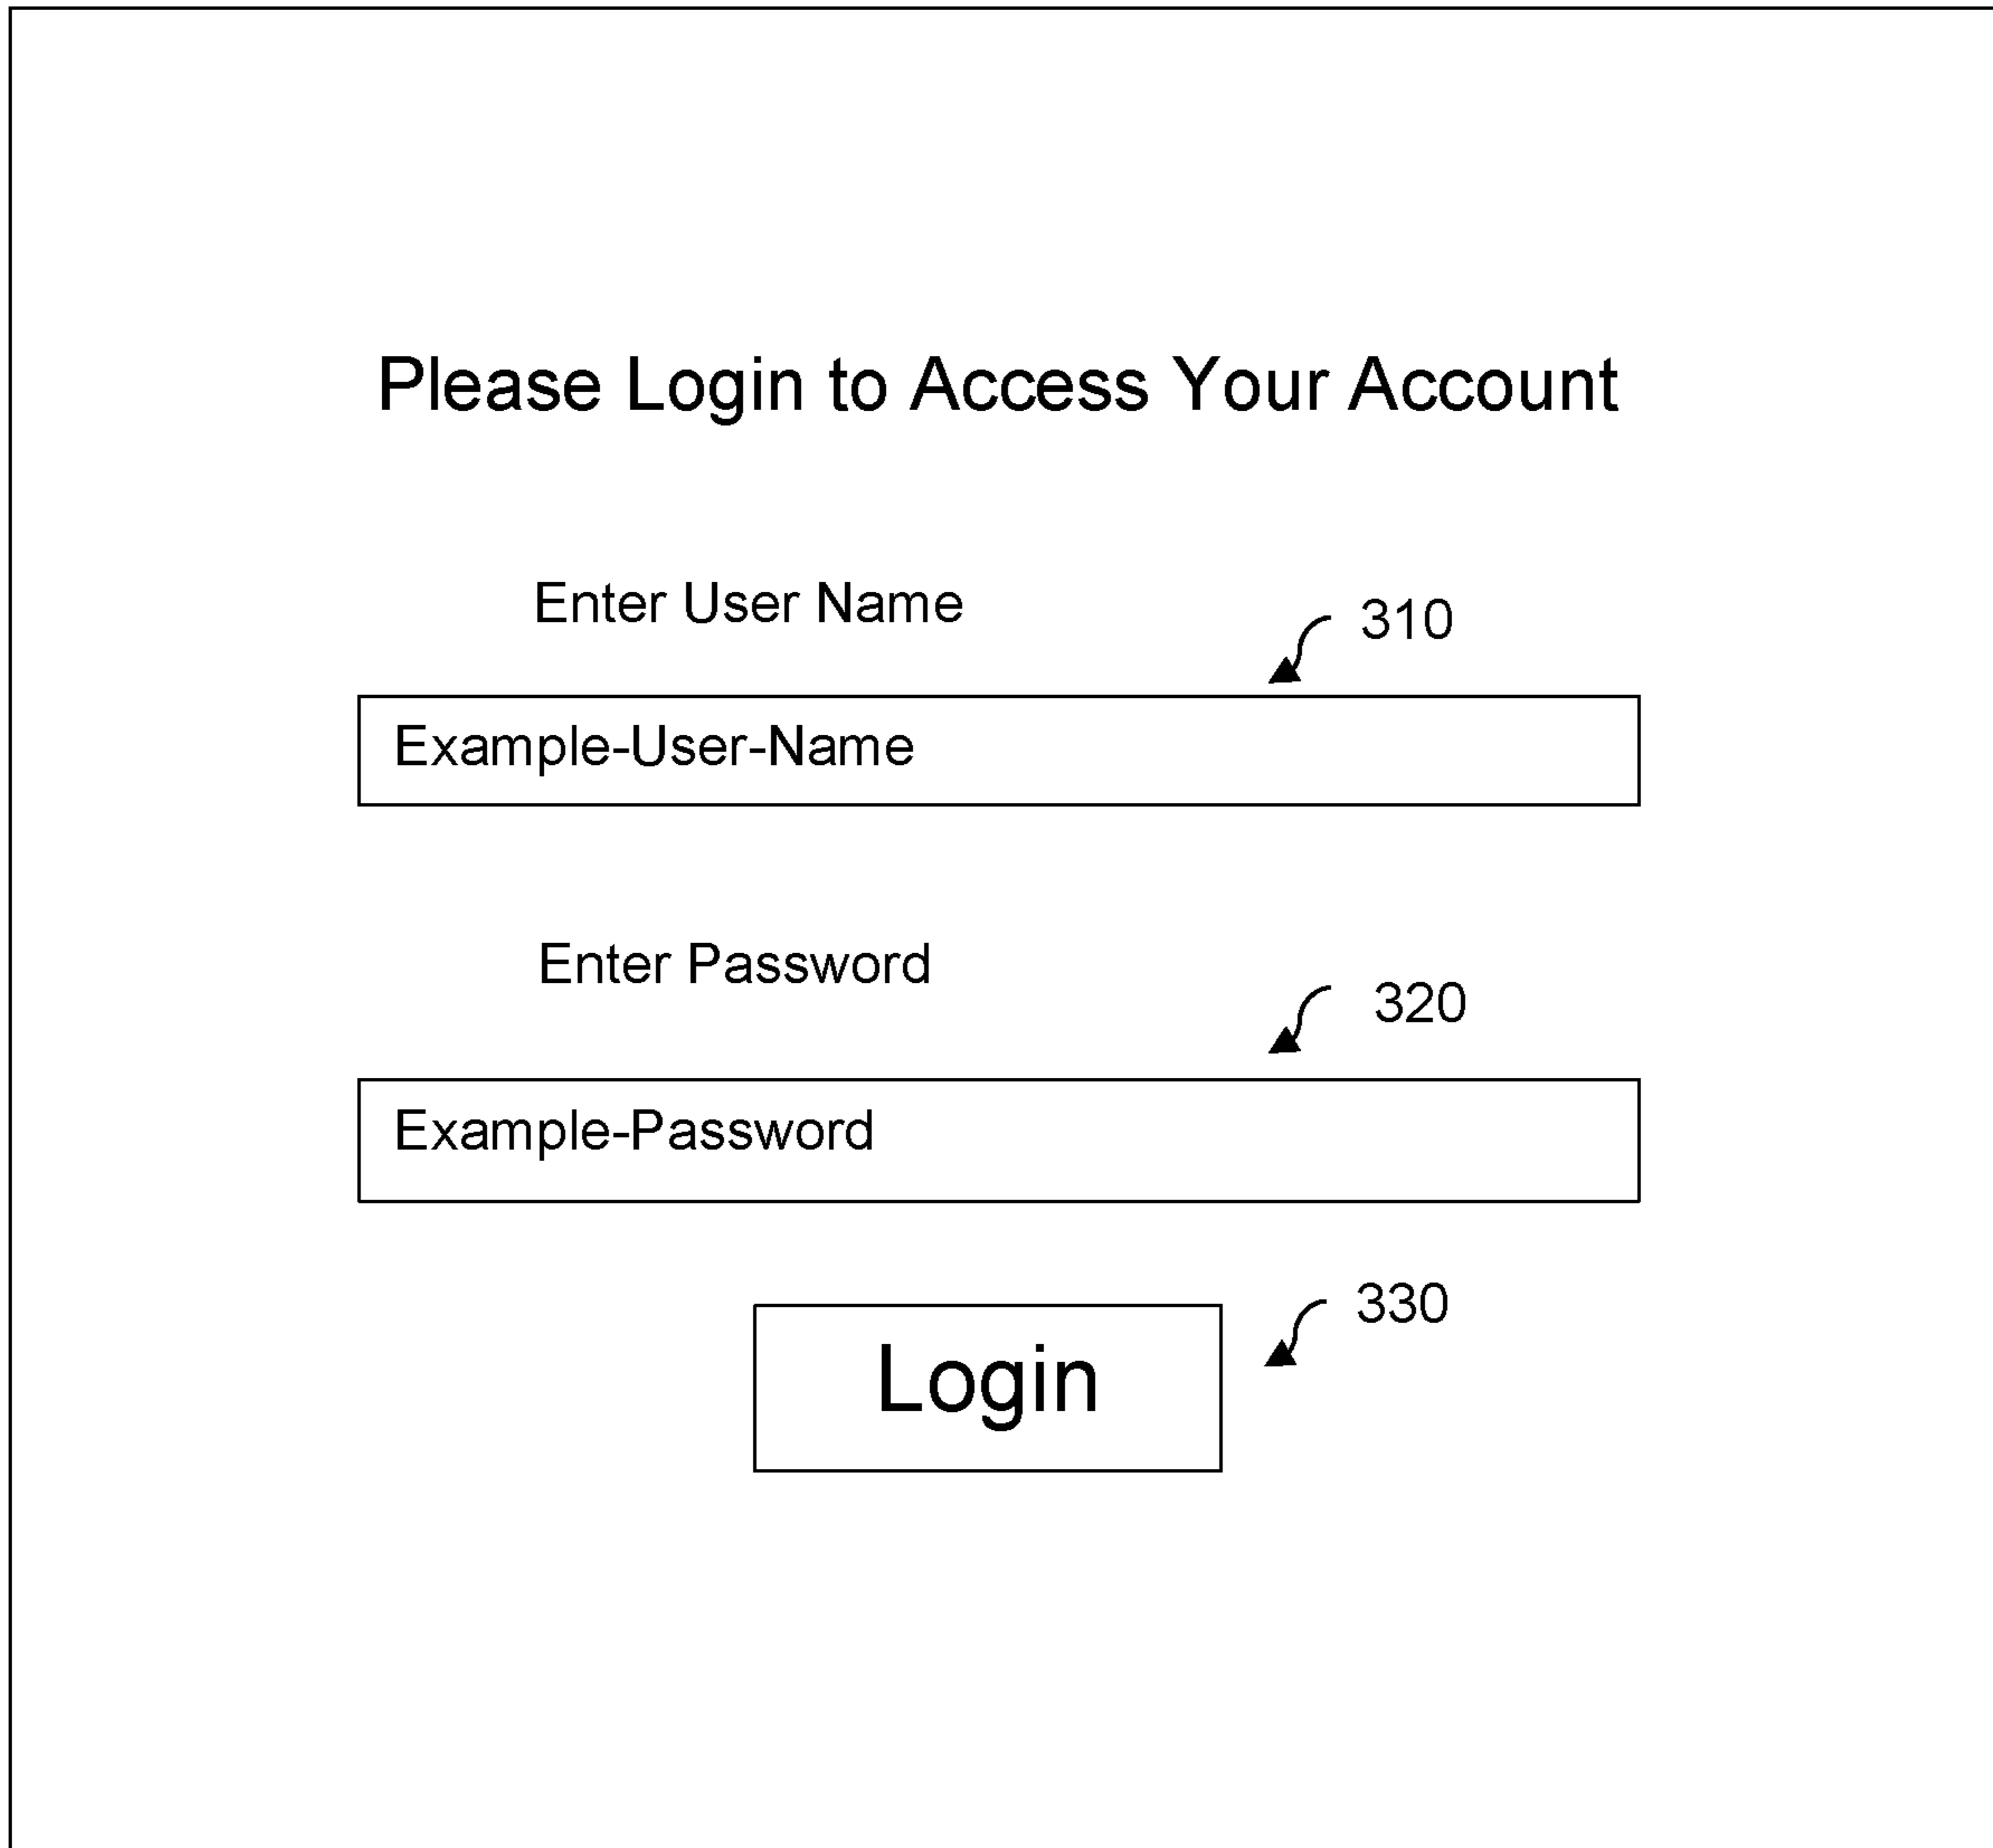 Please Login to Access Your Account
Enter User Name
310
Example-User-Name
Enter Password
320
Example-Password
330
Login